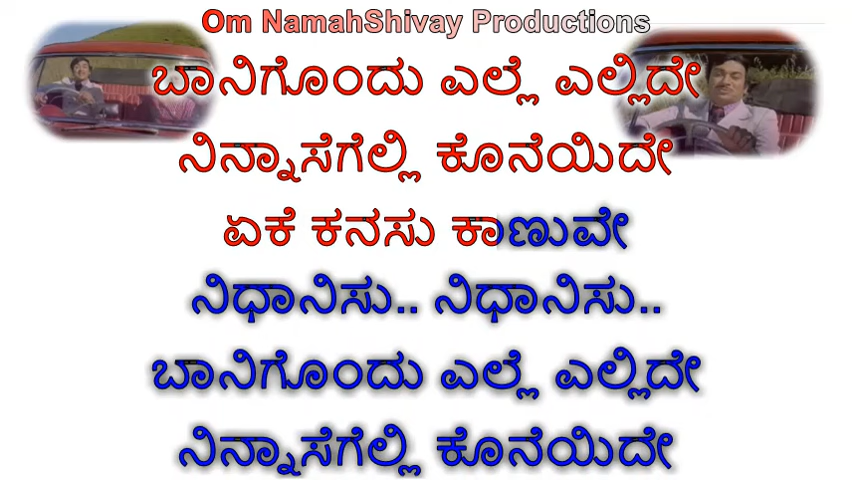 Om NamahShivay Productions
ಬಾನಿಗೊಂದು ಎಲ್ಲೆ ಎಲ್ಲಿದೇ
ನಿನ್ನಾಸೆಗೆಲ್ಲಿ ಕೊನೆಯಿದೇ
ಏಕೆ ಕನಸು ಕಾಣುವೇ
ನಿಧಾನಿಸು.. ನಿಧಾನಿಸು..
ಬಾನಿಗೊಂದು ಎಲ್ಲೆ ಎಲ್ಲಿದೇ
ನಿನ್ನಾಸೆಗೆಲ್ಲಿ ಕೊನೆಯಿದೇ